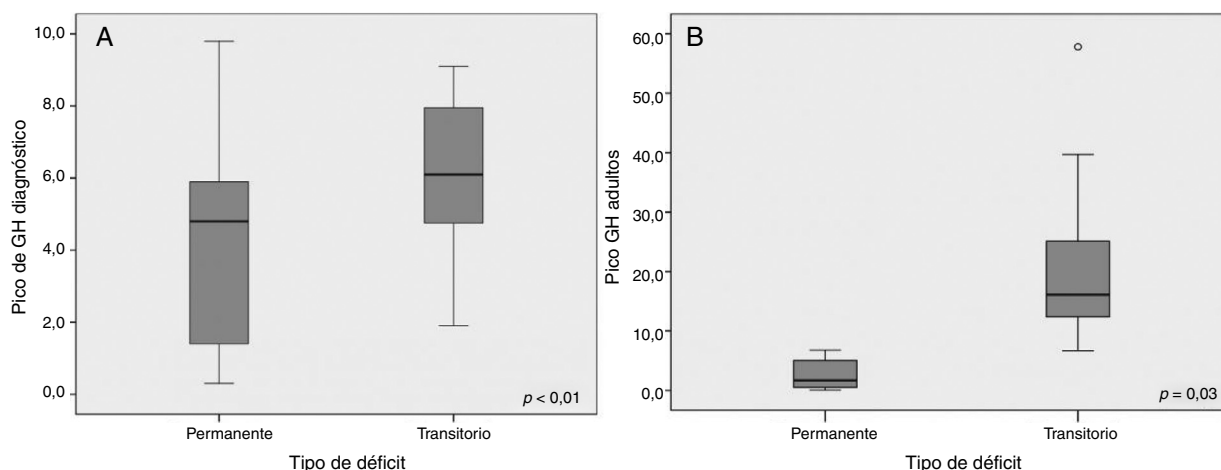 A
Pico de GH diagnóstico
10,0
8,0
6,0
4,0
2,0
0,0
p < 0,01
Permanente
Transitorio
Tipo de déficit
B
Pico GH adultos
60,0
50,0
40,0
30,0
20,0
10,0
0,0
p = 0,03
Permanente
Transitorio
Tipo de déficit